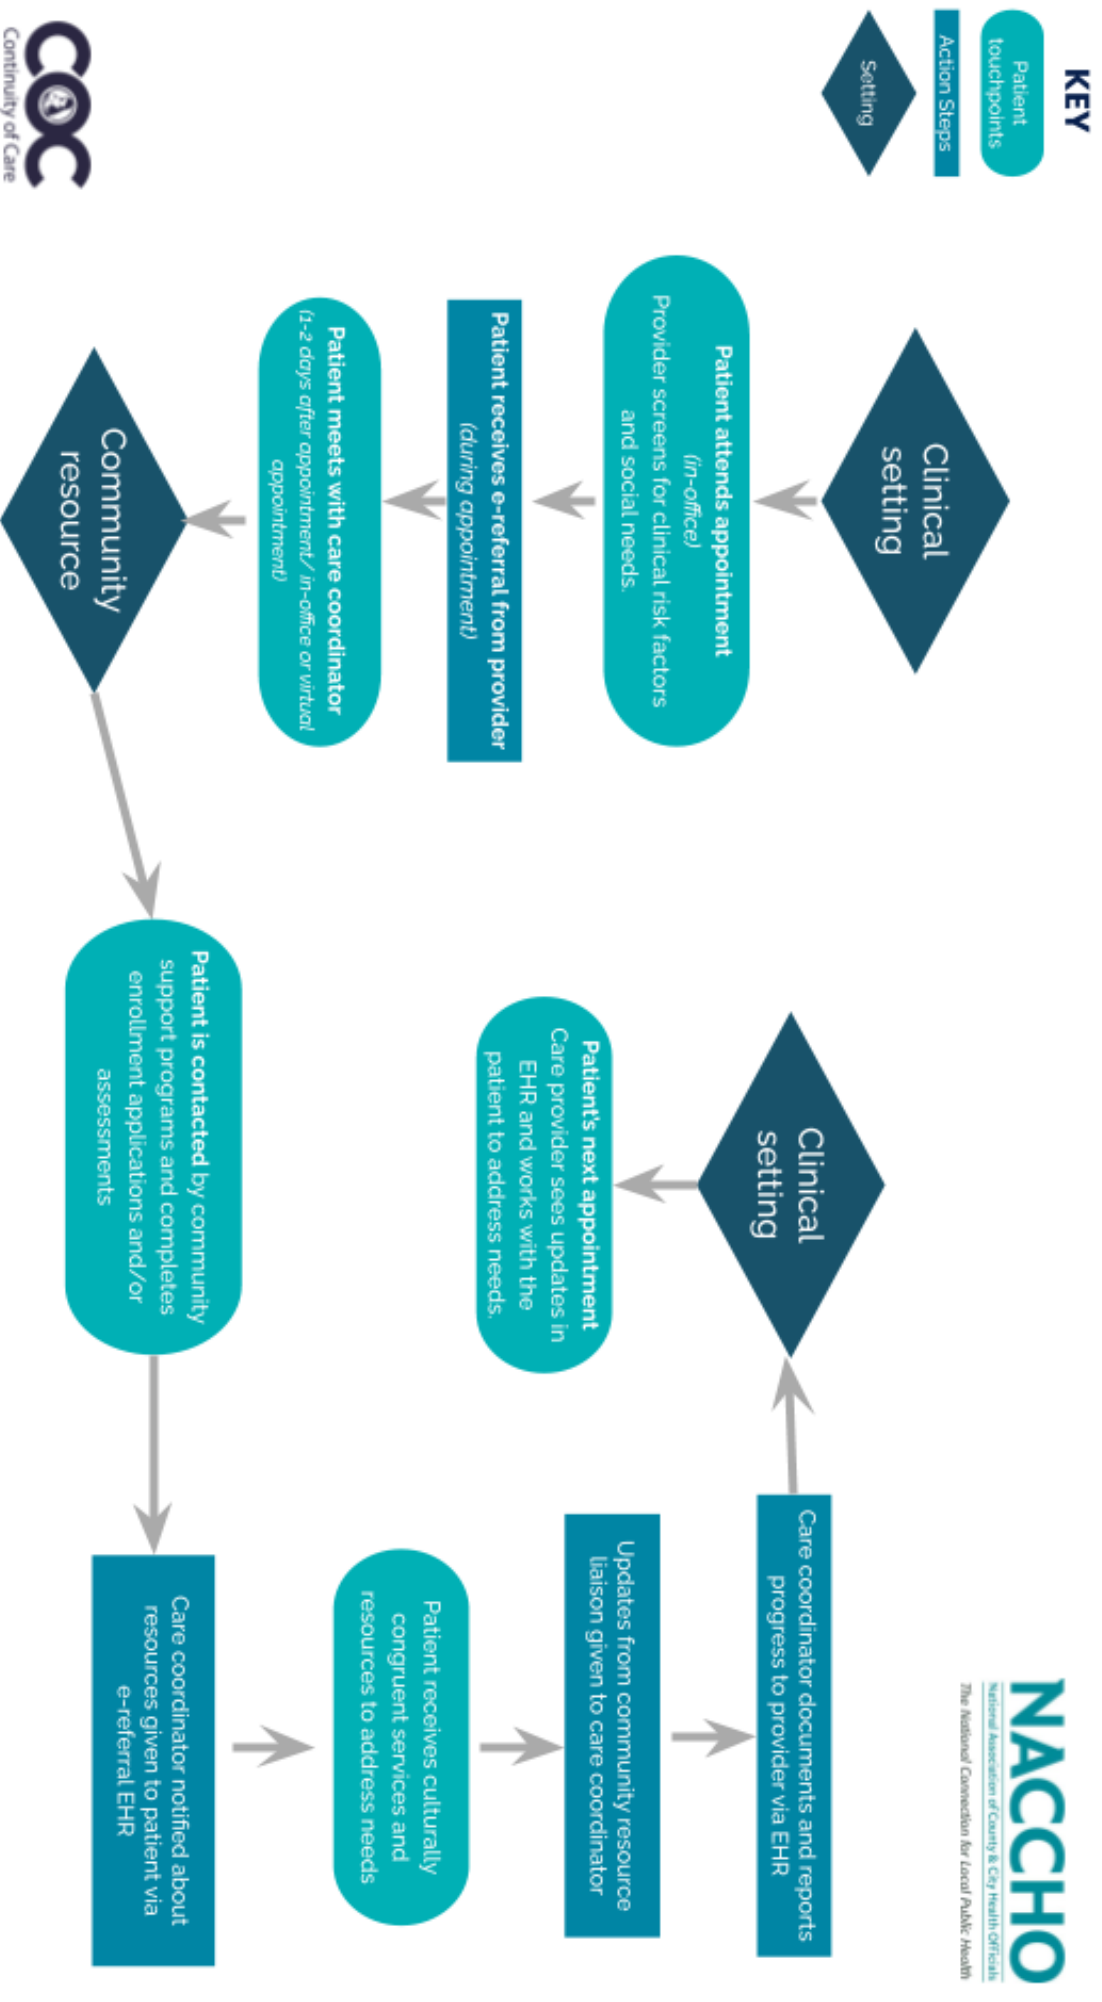 KEY
Patient
touchpoints
Action Steps
Setting
NACCHO
National Association of County & City Health Officials
The National Connection for Local Public Health
Clinical
setting
Patient attends appointment
(in-office)
Provider screens for clinical risk factors
and social needs.
Patient receives e-referral from provider
(during appointment)
Patient meets with care coordinator
(1-2 days after appointment/ in-office or virtual
appointment)
Community
resource
Patient is contacted by community
support programs and completes
enrollment applications and/or
assessments
Care coordinator notified about
resources given to patient via
e-referral EHR
Patient receives culturally
congruent services and
resources to address needs
Updates from community resource
liaison given to care coordinator
Care coordinator documents and reports
progress to provider via EHR
Clinical
setting
Patient's next appointment
Care provider sees updates in
EHR and works with the
patient to address needs.
COC
Continuity of Care